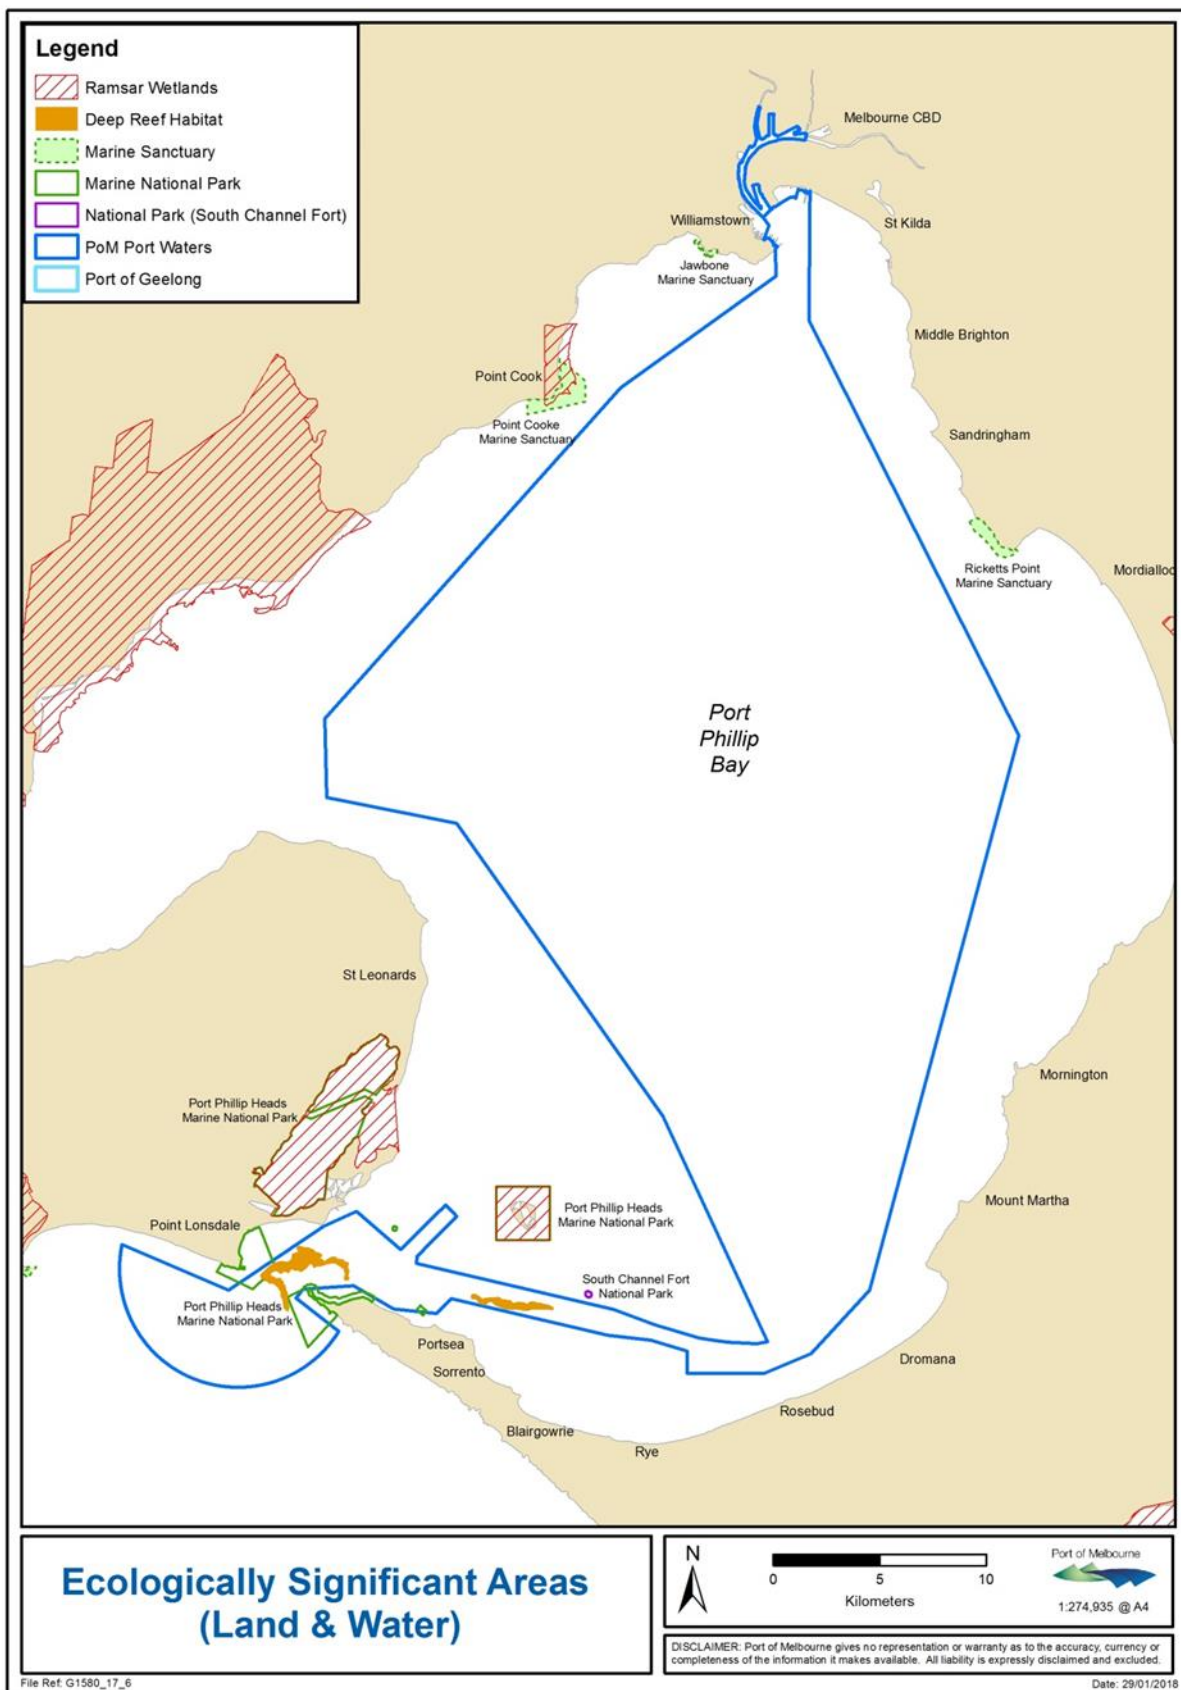 Legend
Ramsar Wetlands
Deep Reef Habitat
Marine Sanctuary
Marine National Park
National Park (South Channel Fort)
PoM Port Waters
Port of Geelong
Melbourne CBD
Williamstown
St Kilda
Jawbone
Marine Sanctuary
Middle Brighton
Point Cook
Point Cooke
Marine Sanctuary
Sandringham
Ricketts Point
Marine Sanctuary
Mordialloc
Port
Phillip
Bay
St Leonards
Mornington
Port Phillip Heads
Marine National Park
Mount Martha
Port Phillip Heads
Marine National Park
Point Lonsdale
South Channel Fort
National Park
Port Phillip Heads
Marine National Park
Portsea
Sorrento
Dromana
Rosebud
Blairgowrie
Rye
Ecologically Significant Areas
(Land & Water)
N
0 5 10
Kilometers
Port of Melbourne
1:274,935 @ A4
DISCLAIMER: Port of Melbourne gives no representation or warranty as to the accuracy, currency or
completeness of the information it makes available. All liability is expressly disclaimed and excluded.
File Ref: G1580_17_6
Date: 29/01/2018